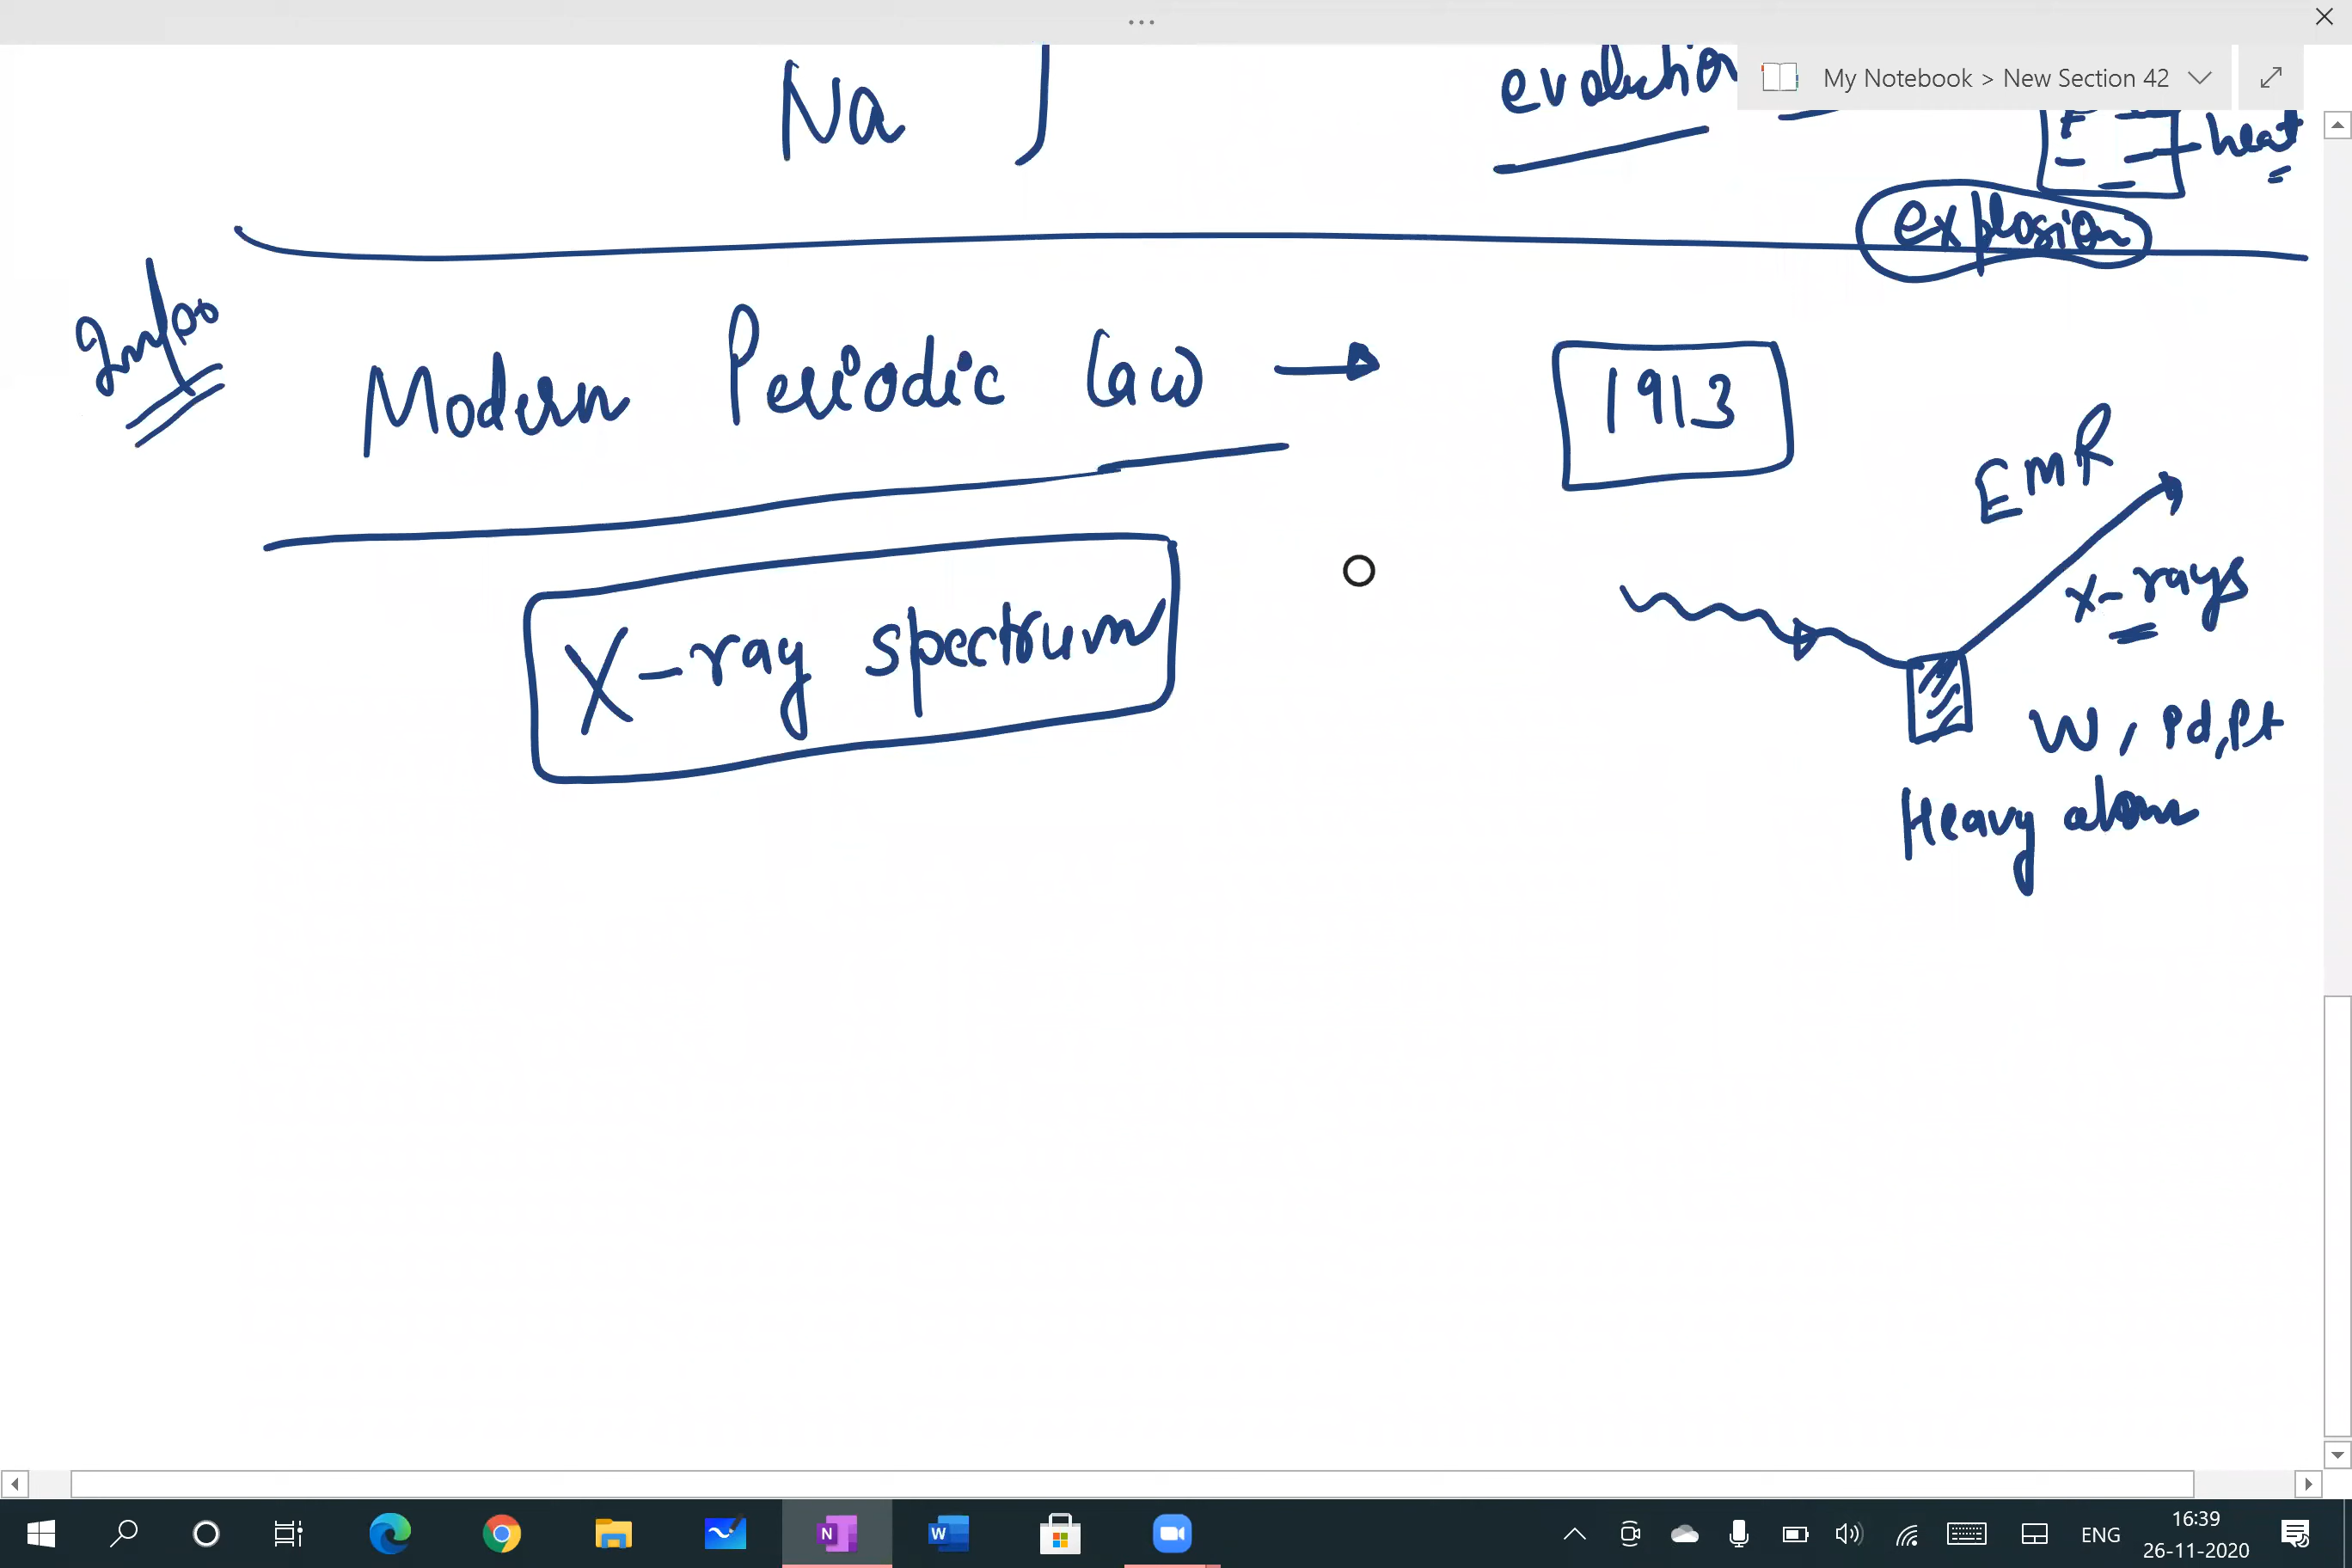 ...
My Notebook > New Section 42
Na
evolution
heat
explosion
Impo
Modern Periodic Law →
1913
EMR
X-rays
X-ray spectrum
W, Pd, Pt
Heavy atom
N
W
ENG
16:39
26-11-2020